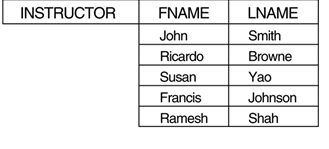 INSTRUCTOR FNAME LNAME
John Smith
Ricardo Browne
Susan Yao
Francis Johnson
Ramesh Shah